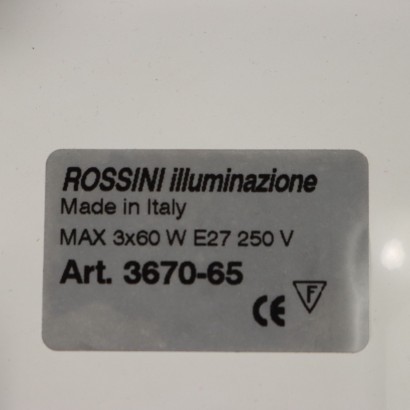 ROSSINI illuminazione
Made in Italy
MAX 3x60 W E27 250 V
Art. 3670-65
CE F